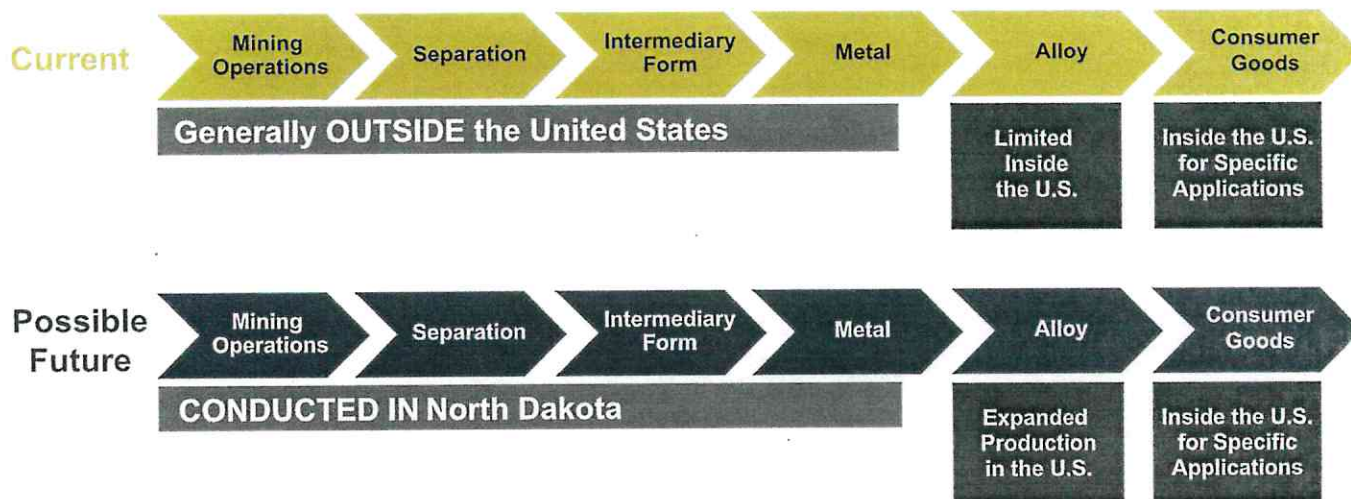 Current
Mining
Operations
Separation
Intermediary
Form
Metal
Alloy
Consumer
Goods
Generally OUTSIDE the United States
Limited
Inside
the U.S.
Inside the U.S.
for Specific
Applications
Possible
Future
Mining
Operations
Separation
Intermediary
Form
Metal
Alloy
Consumer
Goods
CONDUCTED IN North Dakota
Expanded
Production
in the U.S.
Inside the U.S.
for Specific
Applications